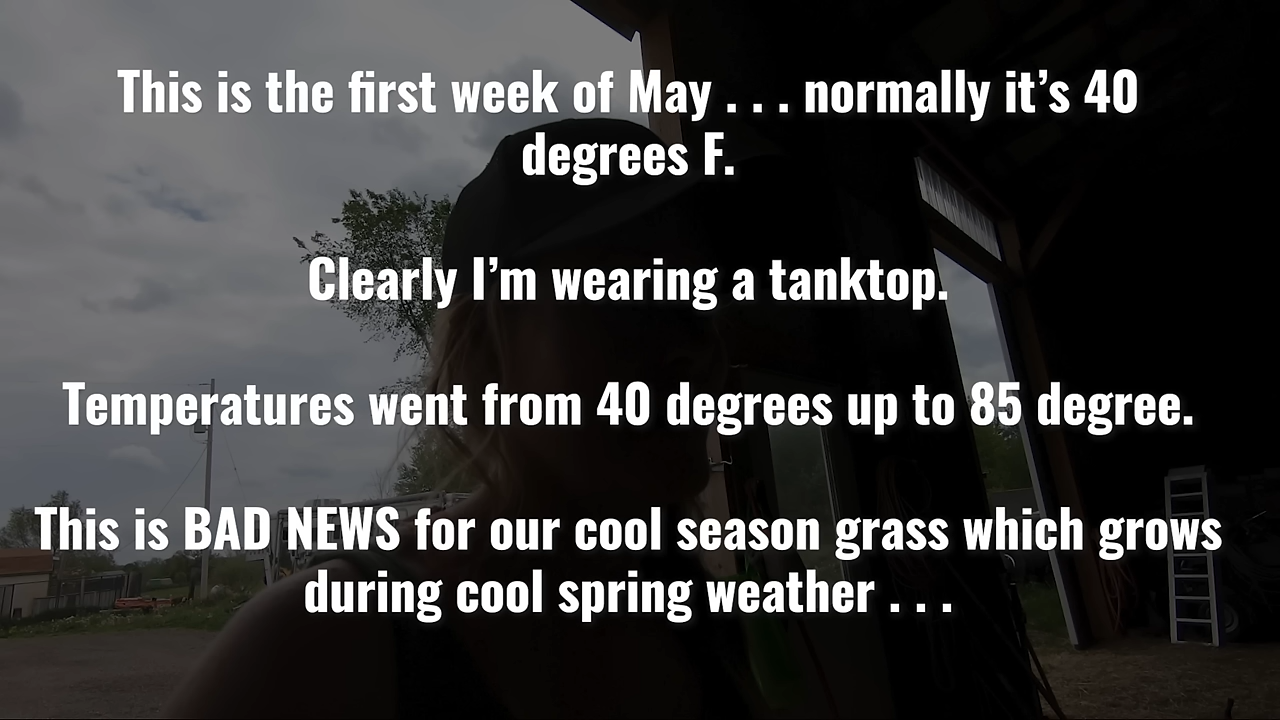 This is the first week of May . . . normally it’s 40
degrees F.
Clearly I’m wearing a tanktop.
Temperatures went from 40 degrees up to 85 degree.
This is BAD NEWS for our cool season grass which grows
during cool spring weather . . .